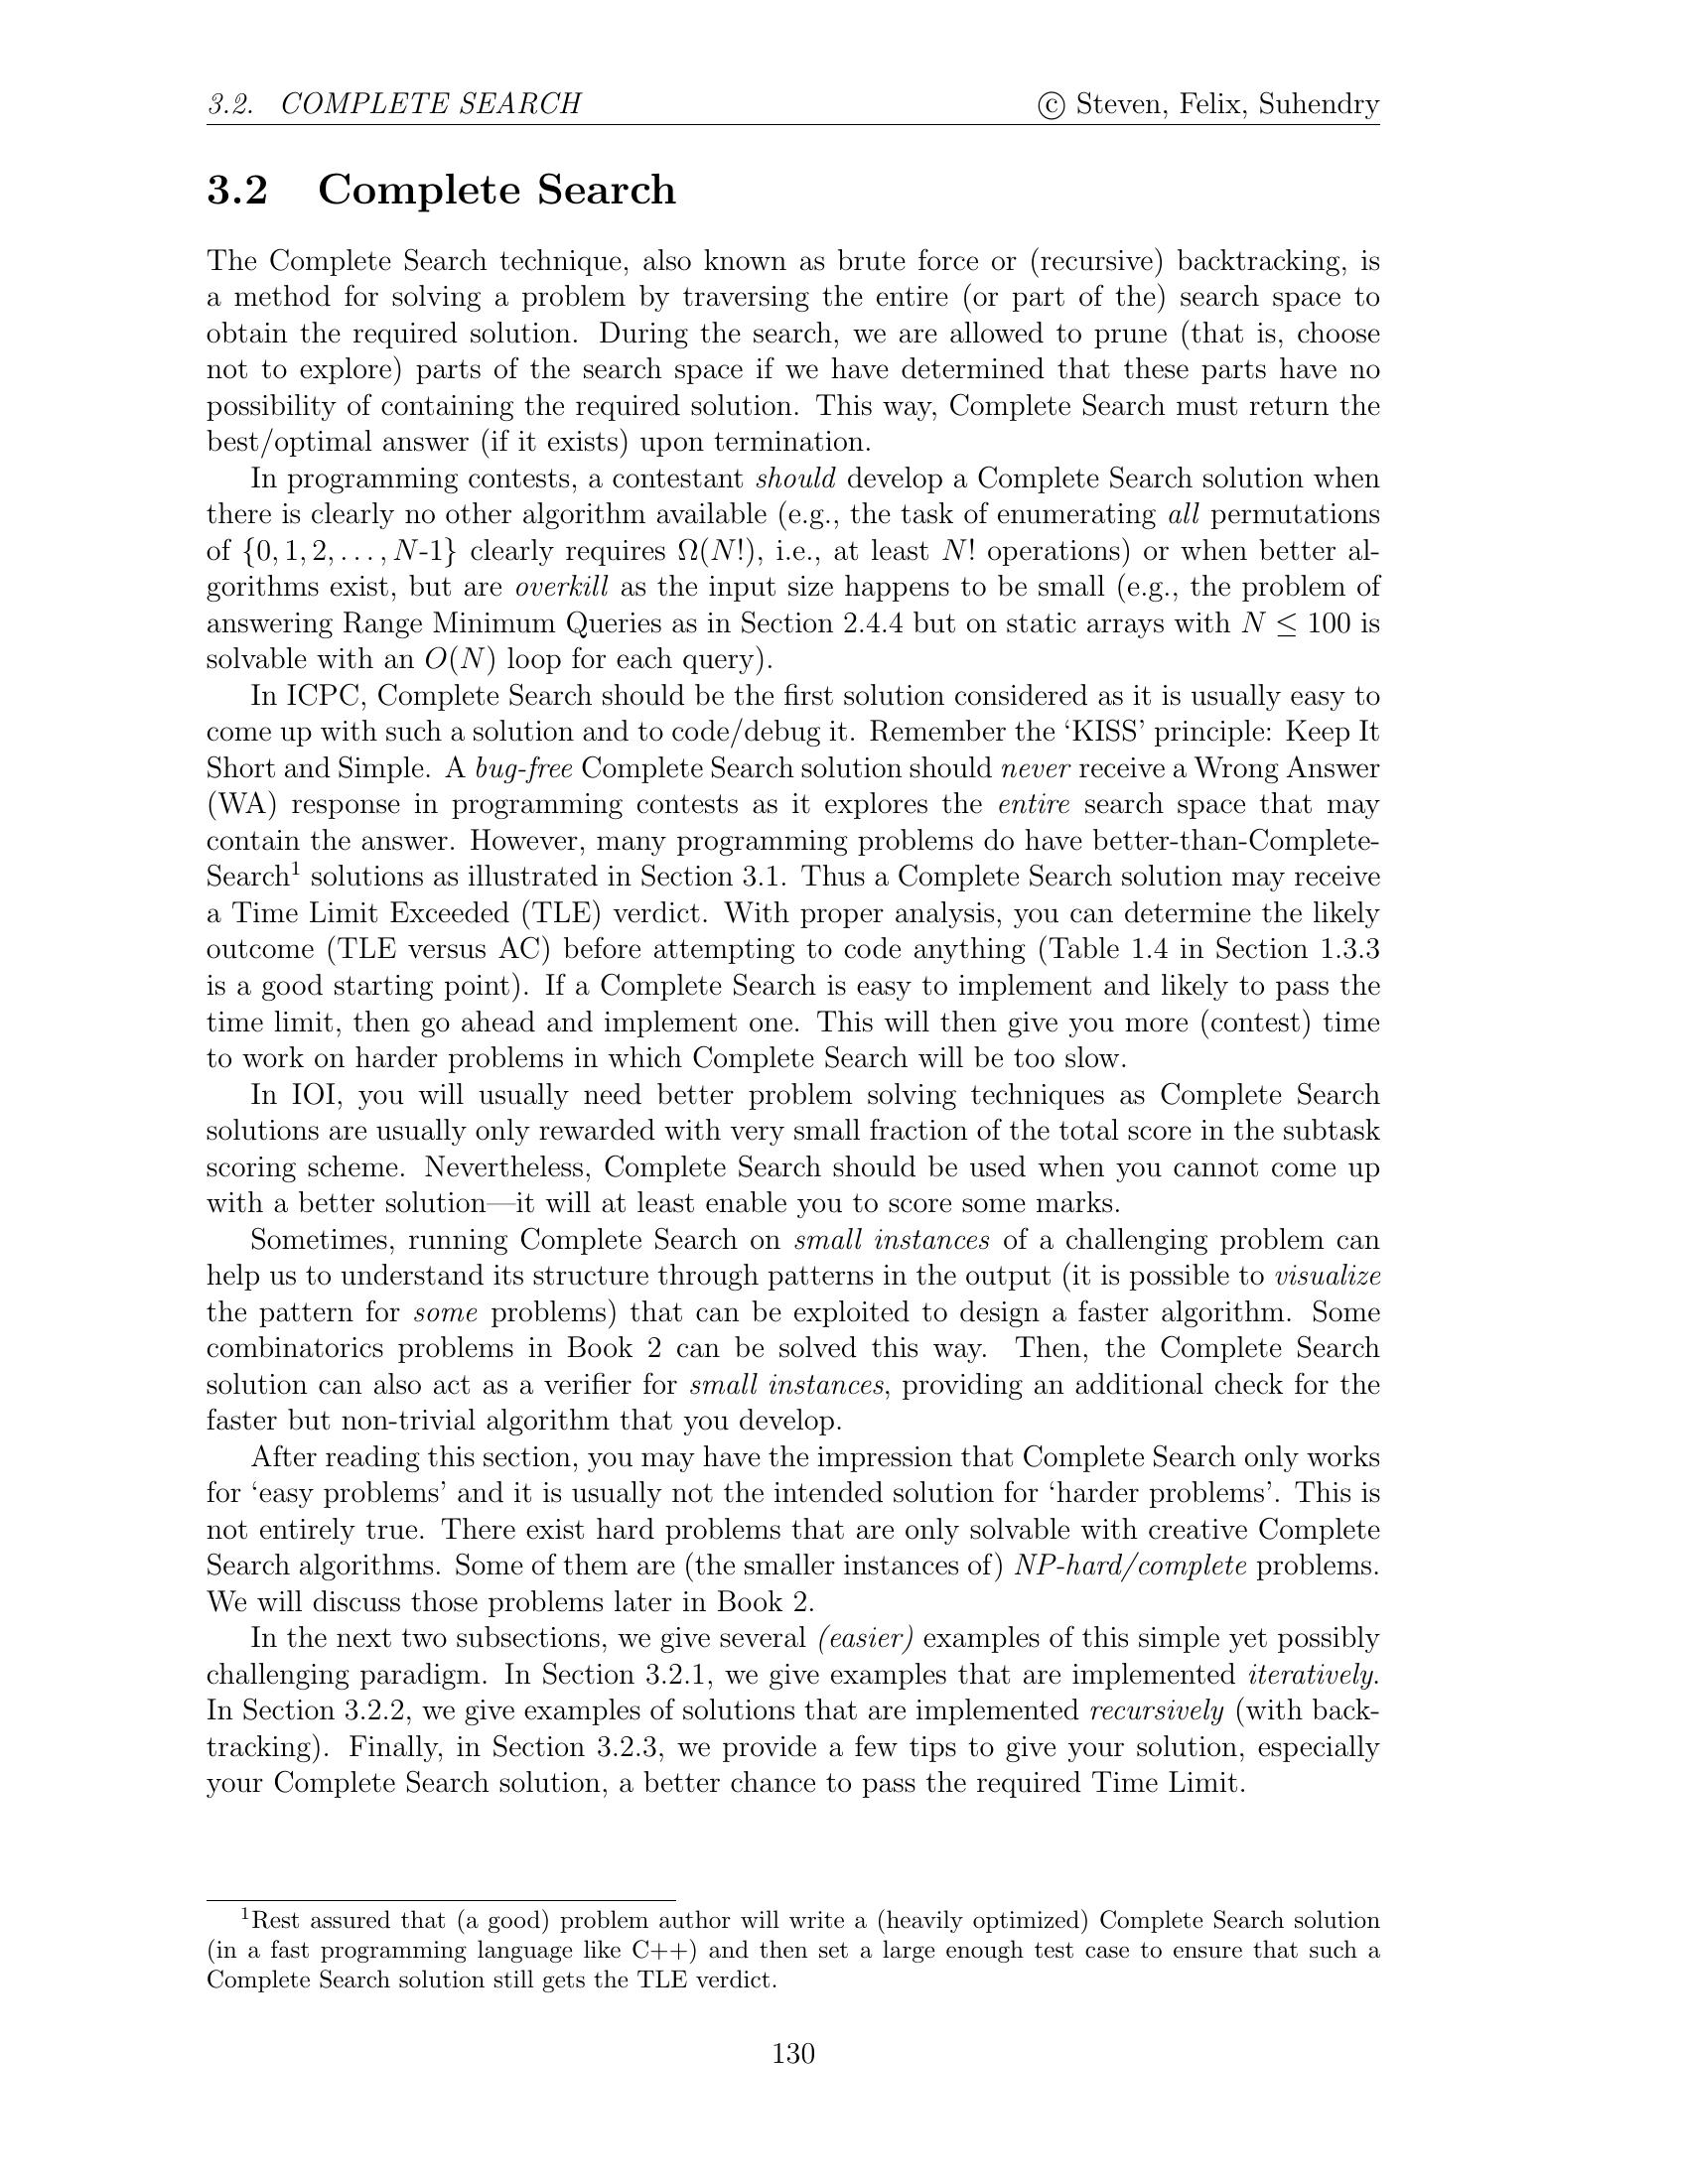 3.2. COMPLETE SEARCH © Steven, Felix, Suhendry
3.2 Complete Search
The Complete Search technique, also known as brute force or (recursive) backtracking, is
a method for solving a problem by traversing the entire (or part of the) search space to
obtain the required solution. During the search, we are allowed to prune (that is, choose
not to explore) parts of the search space if we have determined that these parts have no
possibility of containing the required solution. This way, Complete Search must return the
best/optimal answer (if it exists) upon termination.
In programming contests, a contestant should develop a Complete Search solution when
there is clearly no other algorithm available (e.g., the task of enumerating all permutations
of {0, 1, 2, . . . , N-1} clearly requires Ω(N!), i.e., at least N! operations) or when better al-
gorithms exist, but are overkill as the input size happens to be small (e.g., the problem of
answering Range Minimum Queries as in Section 2.4.4 but on static arrays with N ≤ 100 is
solvable with an O(N) loop for each query).
In ICPC, Complete Search should be the first solution considered as it is usually easy to
come up with such a solution and to code/debug it. Remember the ‘KISS’ principle: Keep It
Short and Simple. A bug-free Complete Search solution should never receive a Wrong Answer
(WA) response in programming contests as it explores the entire search space that may
contain the answer. However, many programming problems do have better-than-Complete-
Search¹ solutions as illustrated in Section 3.1. Thus a Complete Search solution may receive
a Time Limit Exceeded (TLE) verdict. With proper analysis, you can determine the likely
outcome (TLE versus AC) before attempting to code anything (Table 1.4 in Section 1.3.3
is a good starting point). If a Complete Search is easy to implement and likely to pass the
time limit, then go ahead and implement one. This will then give you more (contest) time
to work on harder problems in which Complete Search will be too slow.
In IOI, you will usually need better problem solving techniques as Complete Search
solutions are usually only rewarded with very small fraction of the total score in the subtask
scoring scheme. Nevertheless, Complete Search should be used when you cannot come up
with a better solution—it will at least enable you to score some marks.
Sometimes, running Complete Search on small instances of a challenging problem can
help us to understand its structure through patterns in the output (it is possible to visualize
the pattern for some problems) that can be exploited to design a faster algorithm. Some
combinatorics problems in Book 2 can be solved this way. Then, the Complete Search
solution can also act as a verifier for small instances, providing an additional check for the
faster but non-trivial algorithm that you develop.
After reading this section, you may have the impression that Complete Search only works
for ‘easy problems’ and it is usually not the intended solution for ‘harder problems’. This is
not entirely true. There exist hard problems that are only solvable with creative Complete
Search algorithms. Some of them are (the smaller instances of) NP-hard/complete problems.
We will discuss those problems later in Book 2.
In the next two subsections, we give several (easier) examples of this simple yet possibly
challenging paradigm. In Section 3.2.1, we give examples that are implemented iteratively.
In Section 3.2.2, we give examples of solutions that are implemented recursively (with back-
tracking). Finally, in Section 3.2.3, we provide a few tips to give your solution, especially
your Complete Search solution, a better chance to pass the required Time Limit.
¹Rest assured that (a good) problem author will write a (heavily optimized) Complete Search solution
(in a fast programming language like C++) and then set a large enough test case to ensure that such a
Complete Search solution still gets the TLE verdict.
130